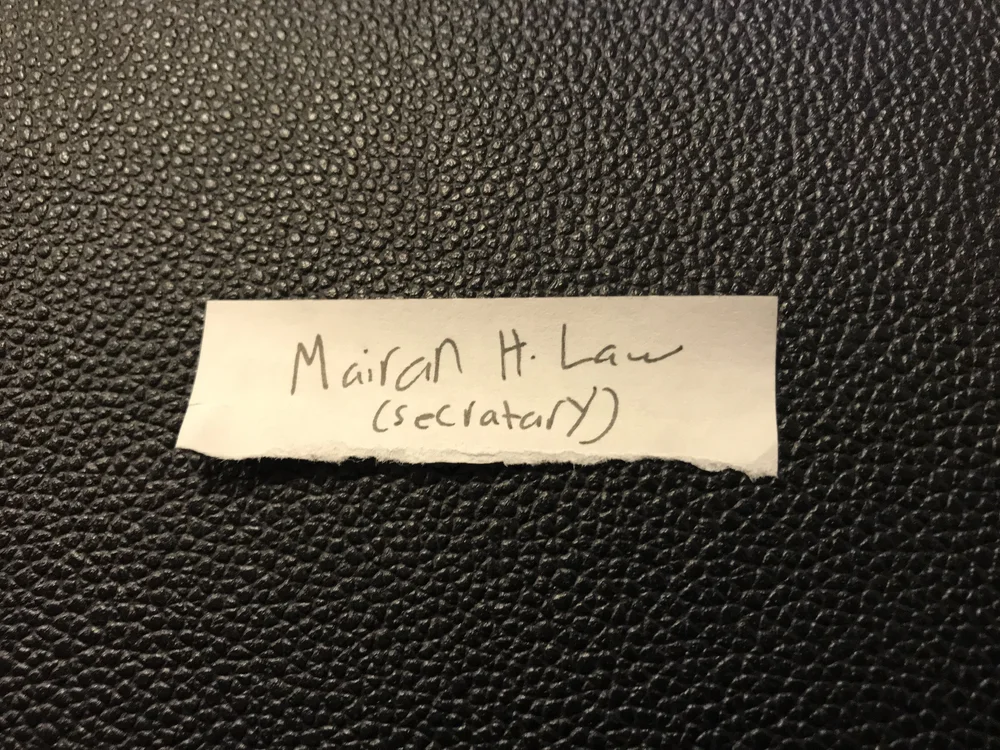 Mairan H. Law
(secratary)